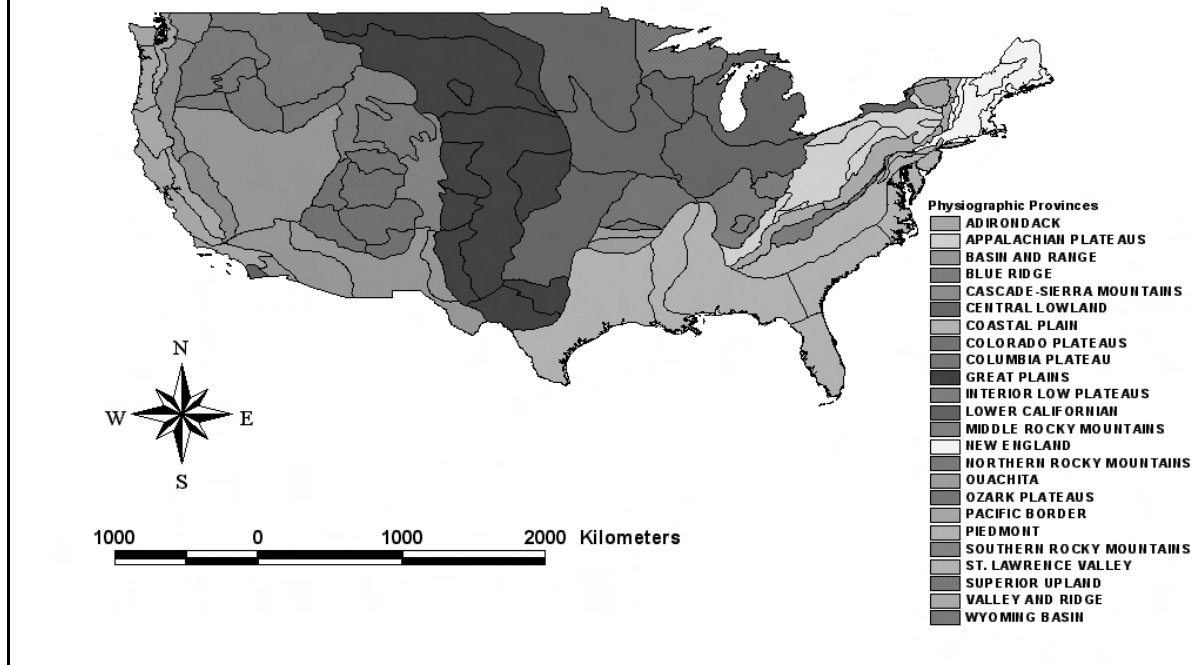 Physiographic Provinces
ADIRONDACK
APPALACHIAN PLATEAUS
BASIN AND RANGE
BLUE RIDGE
CASCADE-SIERRA MOUNTAINS
CENTRAL LOWLAND
COASTAL PLAIN
COLORADO PLATEAUS
COLUMBIA PLATEAU
GREAT PLAINS
INTERIOR LOW PLATEAUS
LOWER CALIFORNIAN
MIDDLE ROCKY MOUNTAINS
NEW ENGLAND
NORTHERN ROCKY MOUNTAINS
OUACHITA
OZARK PLATEAUS
PACIFIC BORDER
PIEDMONT
SOUTHERN ROCKY MOUNTAINS
ST. LAWRENCE VALLEY
SUPERIOR UPLAND
VALLEY AND RIDGE
WYOMING BASIN
N
W E
S
1000 0 1000 2000 Kilometers